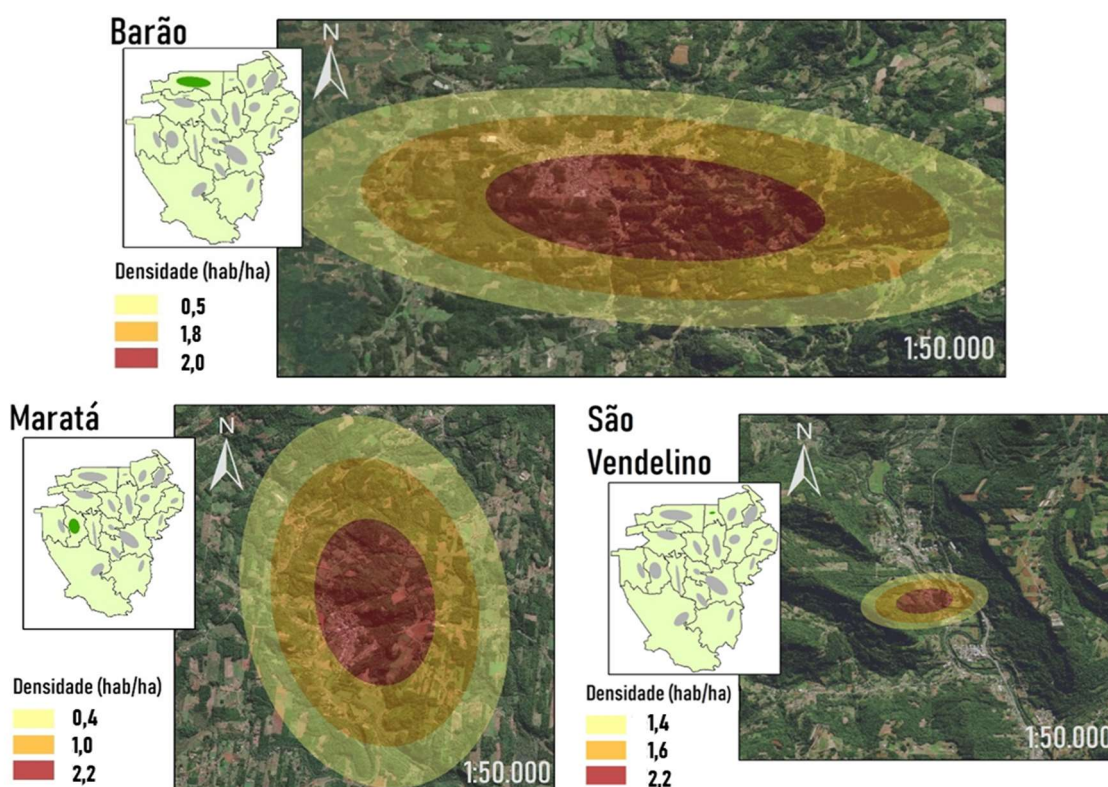 Barão
N
Densidade (hab/ha)
0,5
1,8
2,0
1:50.000
Maratá
N
Densidade (hab/ha)
0,4
1,0
2,2
1:50.000
São
Vendelino
N
Densidade (hab/ha)
1,4
1,6
2,2
1:50.000